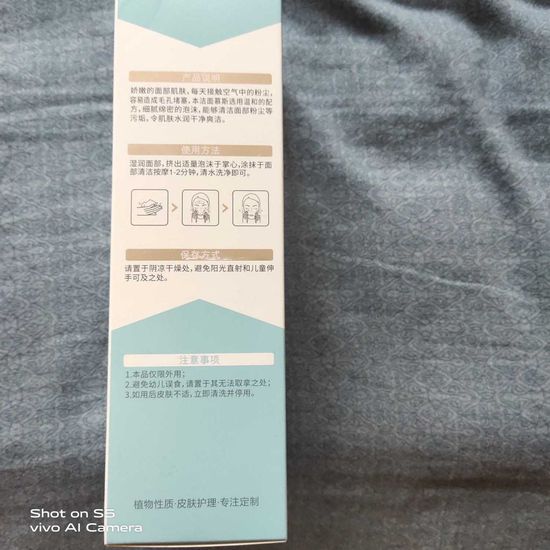 产品说明
娇嫩的面部肌肤,每天接触空气中的粉尘,
容易造成毛孔堵塞,本洁面慕斯选用温和的配
方,细腻绵密的泡沫,能够清洁面部粉尘等
污垢,令肌肤水润干净爽洁。
使用方法
湿润面部,挤出适量泡沫于掌心,涂抹于面
部清洁按摩1-2分钟,清水洗净即可。
保存方式
请置于阴凉干燥处,避免阳光直射和儿童伸
手可及之处。
注意事项
1.本品仅限外用;
2.避免幼儿误食,请置于其无法取拿之处;
3.如用后皮肤不适,立即清洗并停用。
植物性质·皮肤护理·专注定制
Shot on S5
vivo AI Camera